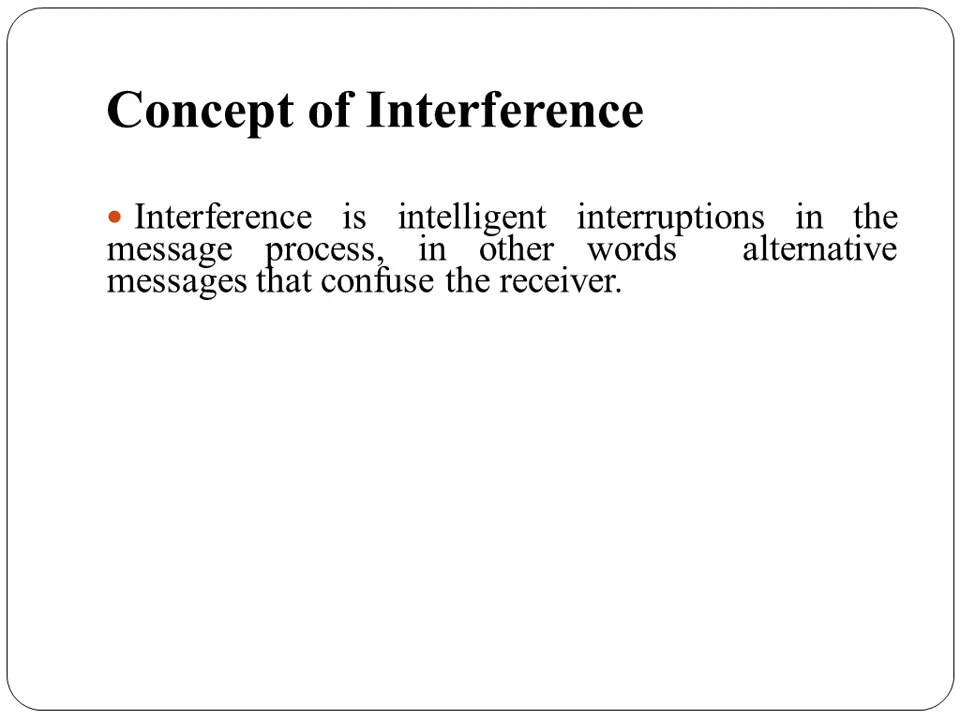 Concept of Interference
• Interference is intelligent interruptions in the
message process, in other words alternative
messages that confuse the receiver.